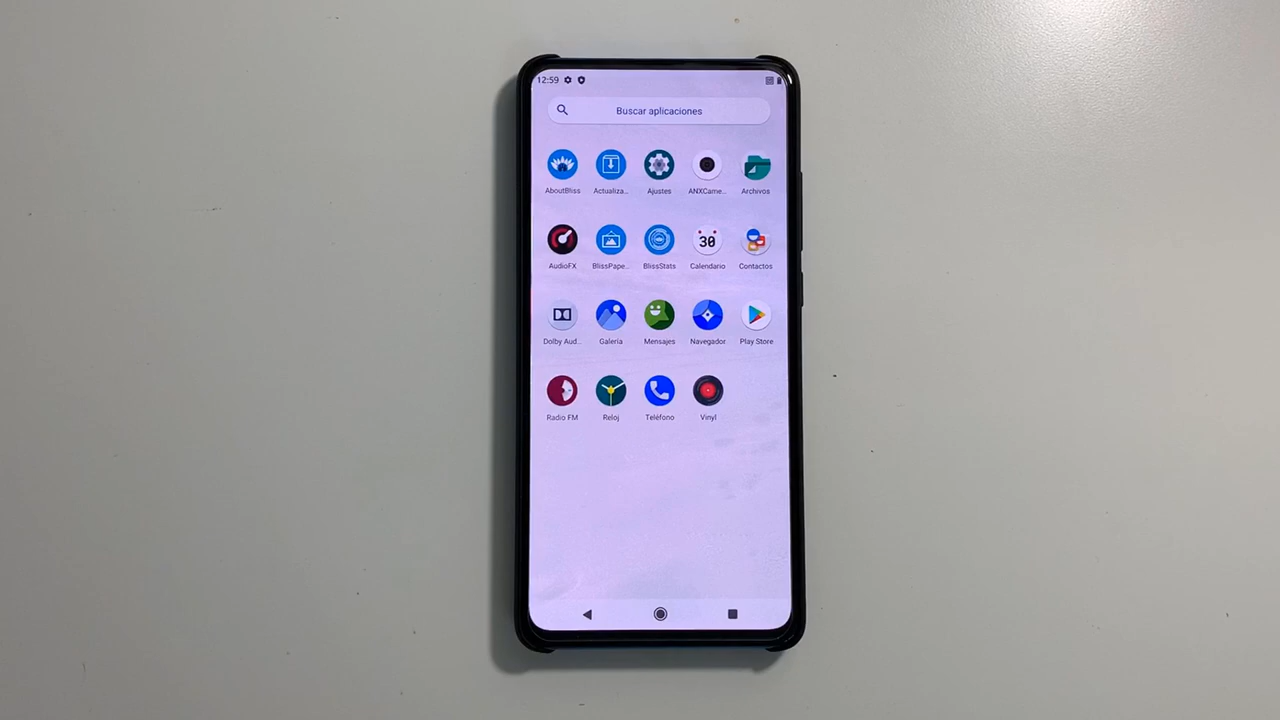 12:59
Buscar aplicaciones
AboutBliss Actualiza... Ajustes ANXCame... Archivos
30
AudioFX BlissPape... BlissStats Calendario Contactos
Dolby Aud... Galería Mensajes Navegador Play Store
Radio FM Reloj Teléfono Vinyl